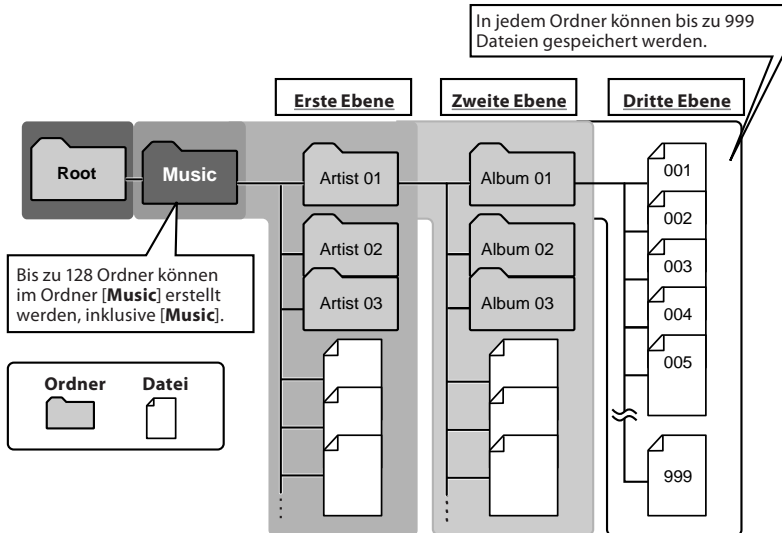 In jedem Ordner können bis zu 999
Dateien gespeichert werden.
Erste Ebene
Zweite Ebene
Dritte Ebene
Root
Music
Artist 01
Album 01
001
002
003
004
005
999
Artist 02
Album 02
Artist 03
Album 03
Bis zu 128 Ordner können
im Ordner [Music] erstellt
werden, inklusive [Music].
Ordner
Datei